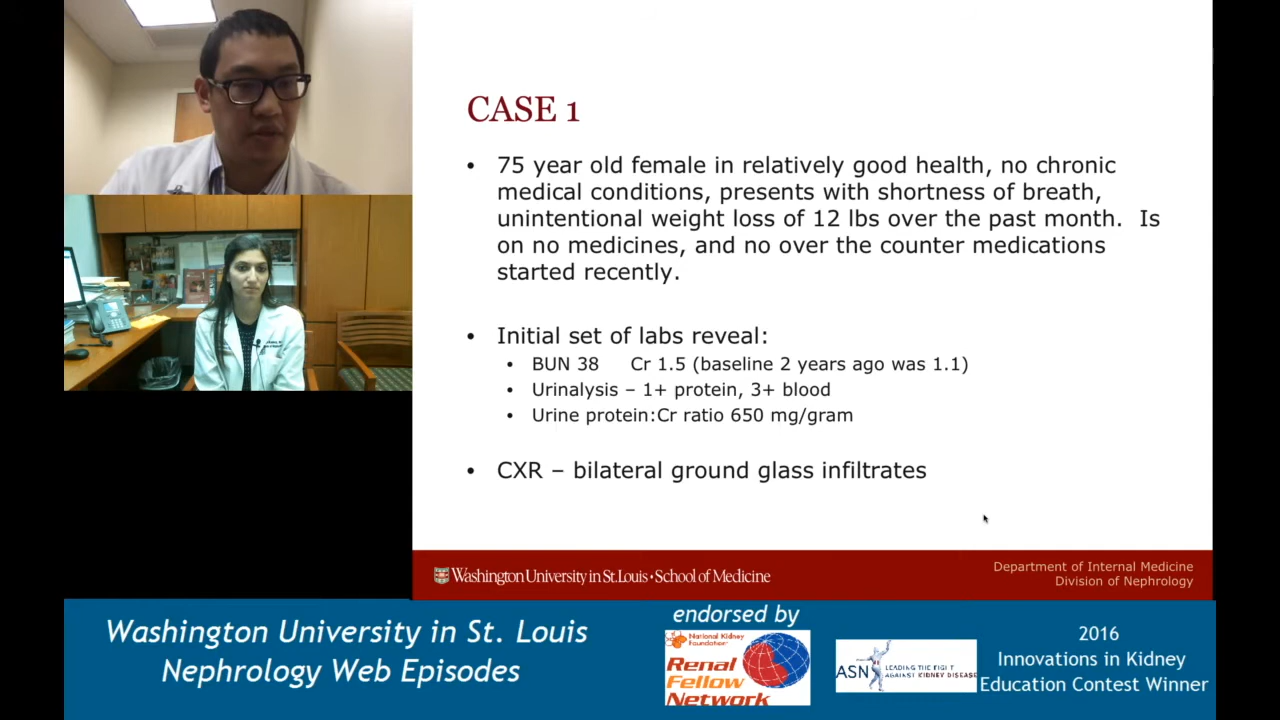 CASE 1
• 75 year old female in relatively good health, no chronic
medical conditions, presents with shortness of breath,
unintentional weight loss of 12 lbs over the past month. Is
on no medicines, and no over the counter medications
started recently.
• Initial set of labs reveal:
• BUN 38 Cr 1.5 (baseline 2 years ago was 1.1)
• Urinalysis – 1+ protein, 3+ blood
• Urine protein:Cr ratio 650 mg/gram
• CXR – bilateral ground glass infiltrates
Washington University in St. Louis • School of Medicine
Department of Internal Medicine
Division of Nephrology
Washington University in St. Louis
Nephrology Web Episodes
endorsed by
National Kidney
Foundation
Renal
Fellow
Network
ASN
LEADING THE FIGHT
AGAINST KIDNEY DISEASE
2016
Innovations in Kidney
Education Contest Winner